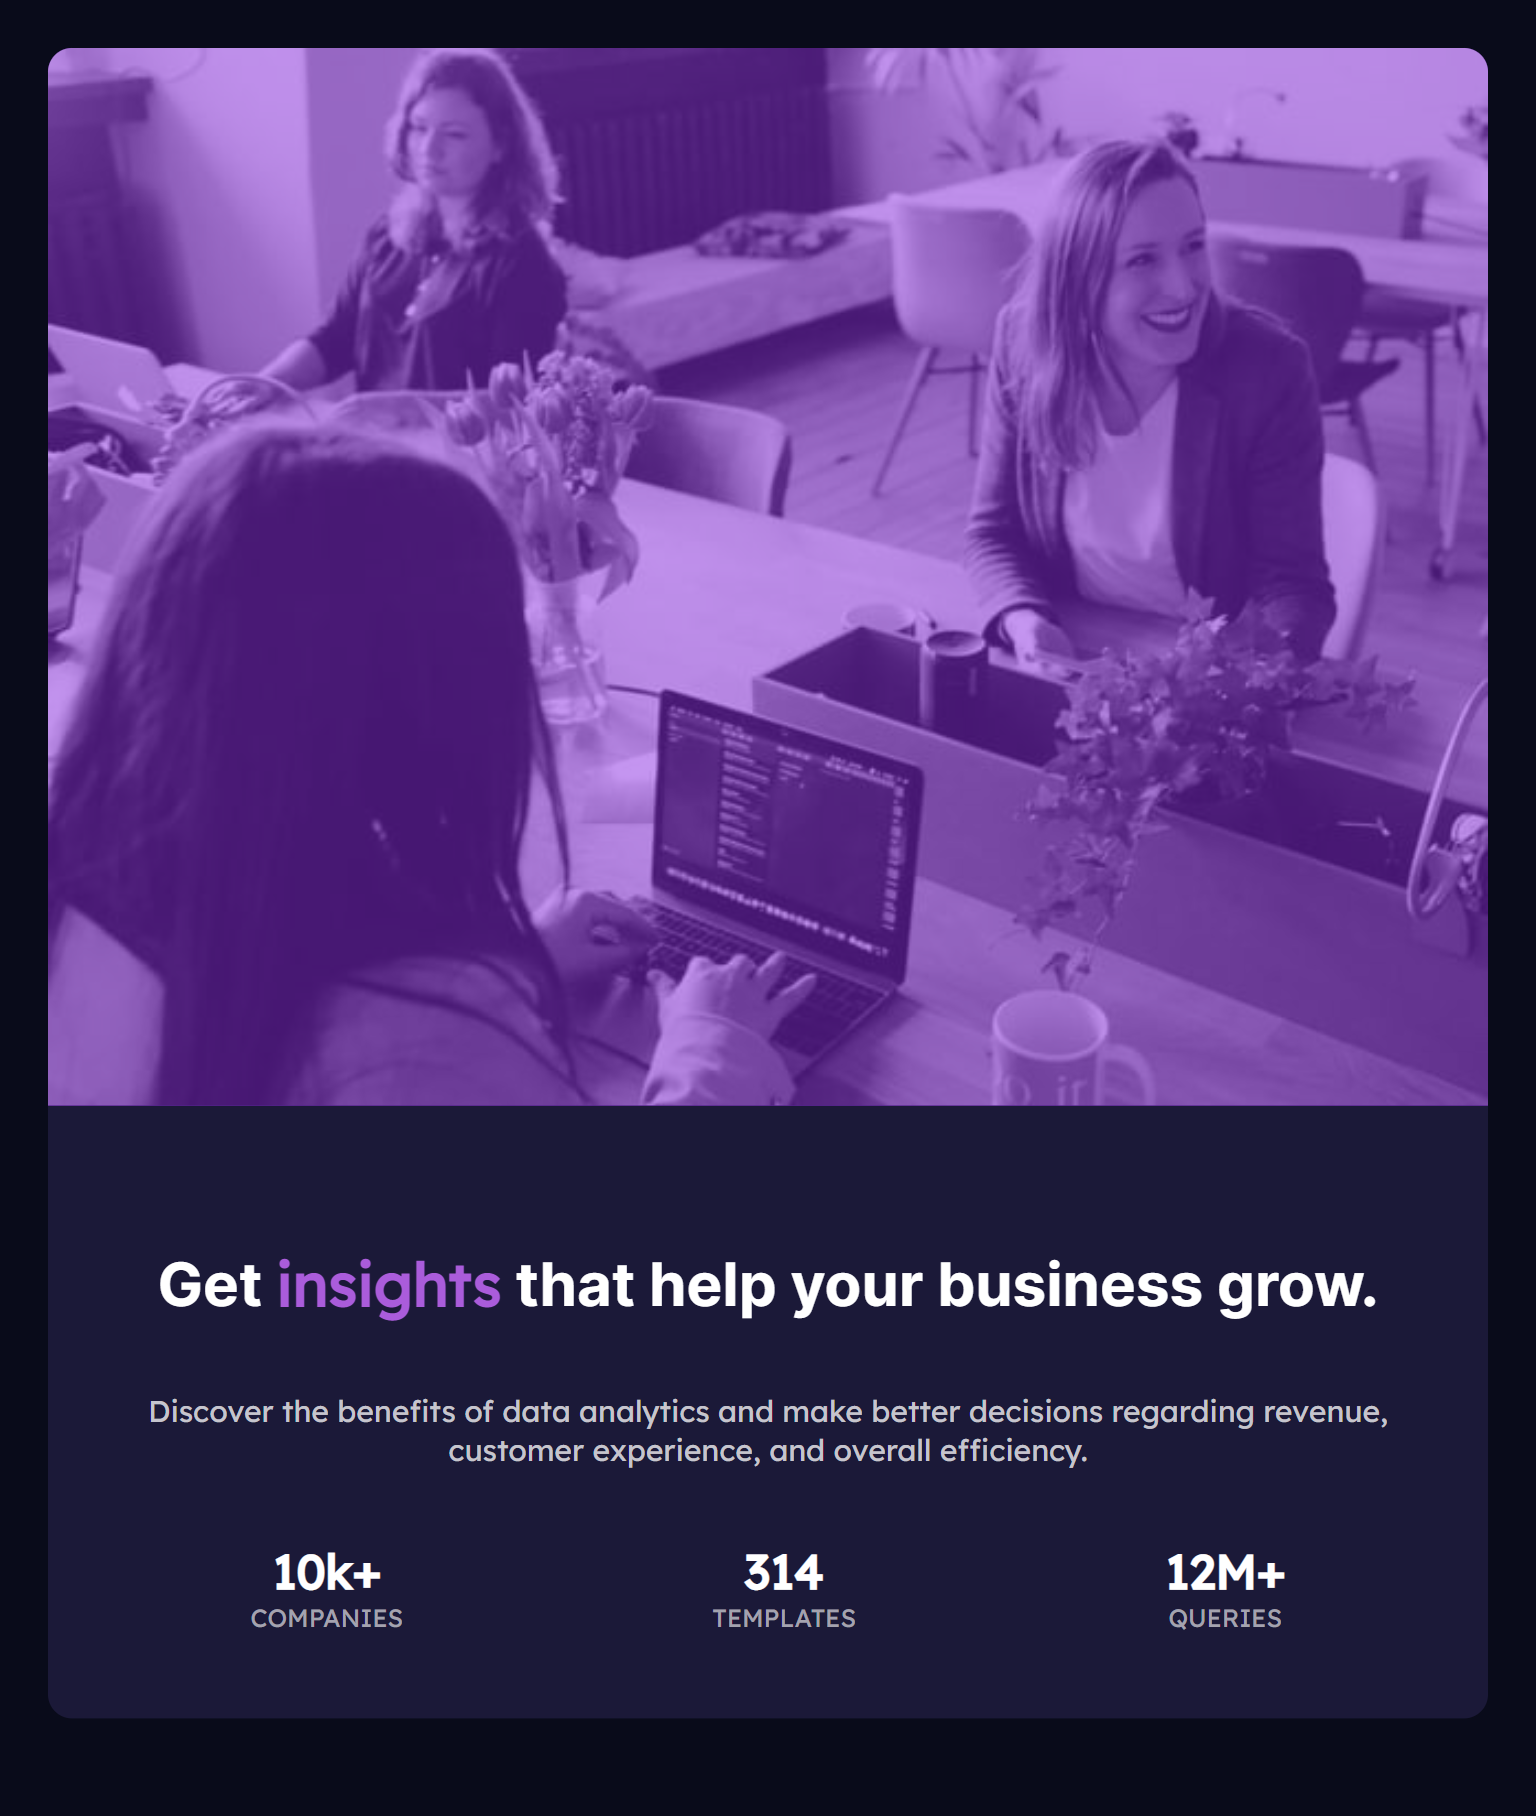 Get insights that help your business grow.
Discover the benefits of data analytics and make better decisions regarding revenue,
customer experience, and overall efficiency.
10k+
314
12M+
COMPANIES
TEMPLATES
QUERIES